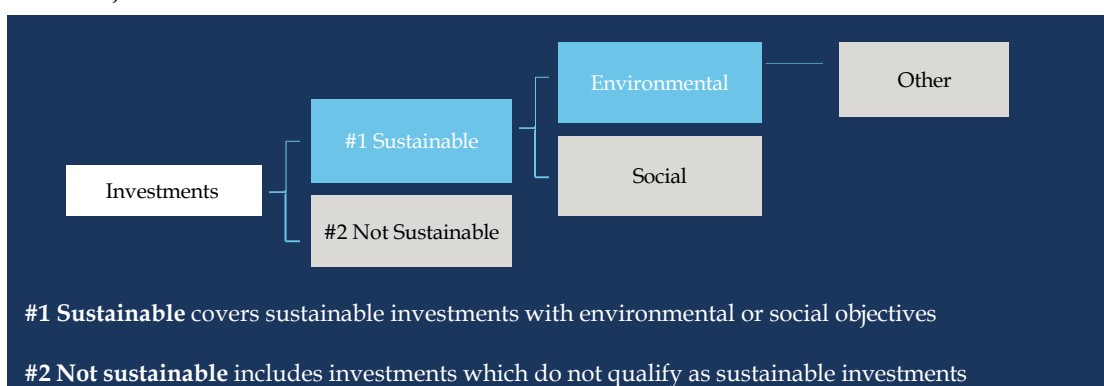 Environmental
Other
#1 Sustainable
Social
Investments
#2 Not Sustainable
#1 Sustainable covers sustainable investments with environmental or social objectives
#2 Not sustainable includes investments which do not qualify as sustainable investments